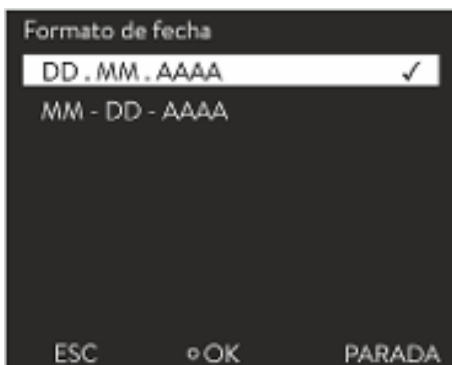 Formato de fecha
DD . MM . AAAA ✓
MM - DD - AAAA
ESC OK PARADA